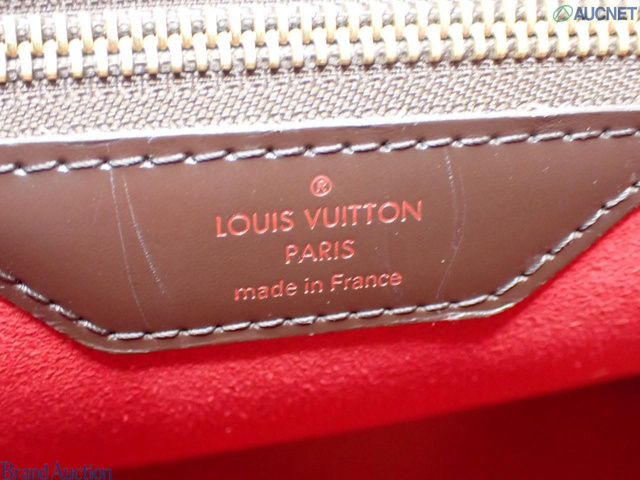 AUCNET
®
LOUIS VUITTON
PARIS
made in France
Brand Auction